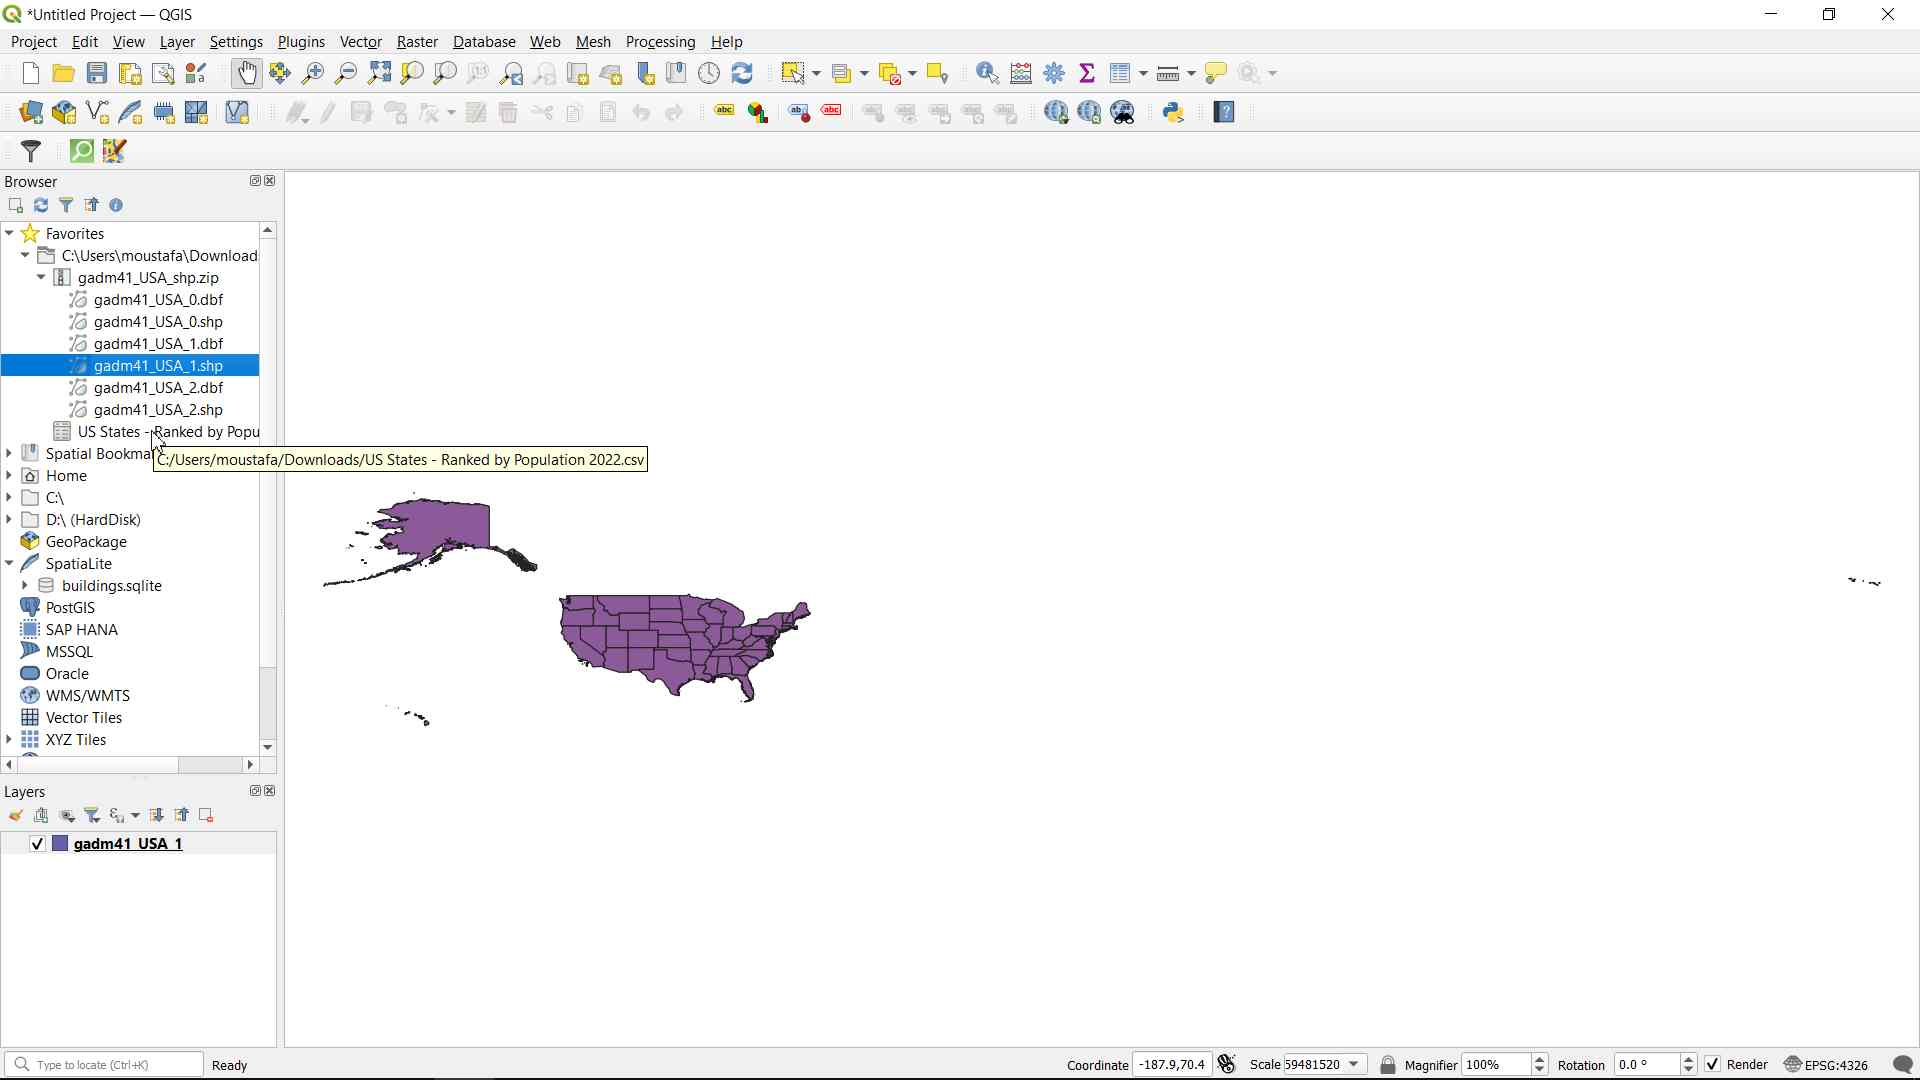 *Untitled Project — QGIS
Project Edit View Layer Settings Plugins Vector Raster Database Web Mesh Processing Help
Browser
Favorites
C:\Users\moustafa\Download
gadm41_USA_shp.zip
gadm41_USA_0.dbf
gadm41_USA_0.shp
gadm41_USA_1.dbf
gadm41_USA_1.shp
gadm41_USA_2.dbf
gadm41_USA_2.shp
US States - Ranked by Popu
Spatial Bookma
C:/Users/moustafa/Downloads/US States - Ranked by Population 2022.csv
Home
C:\
D:\ (HardDisk)
GeoPackage
SpatiaLite
buildings.sqlite
PostGIS
SAP HANA
MSSQL
Oracle
WMS/WMTS
Vector Tiles
XYZ Tiles
Layers
gadm41 USA 1
Type to locate (Ctrl+K) Ready Coordinate -187.9,70.4 Scale 59481520 Magnifier 100% Rotation 0.0 ° Render EPSG:4326